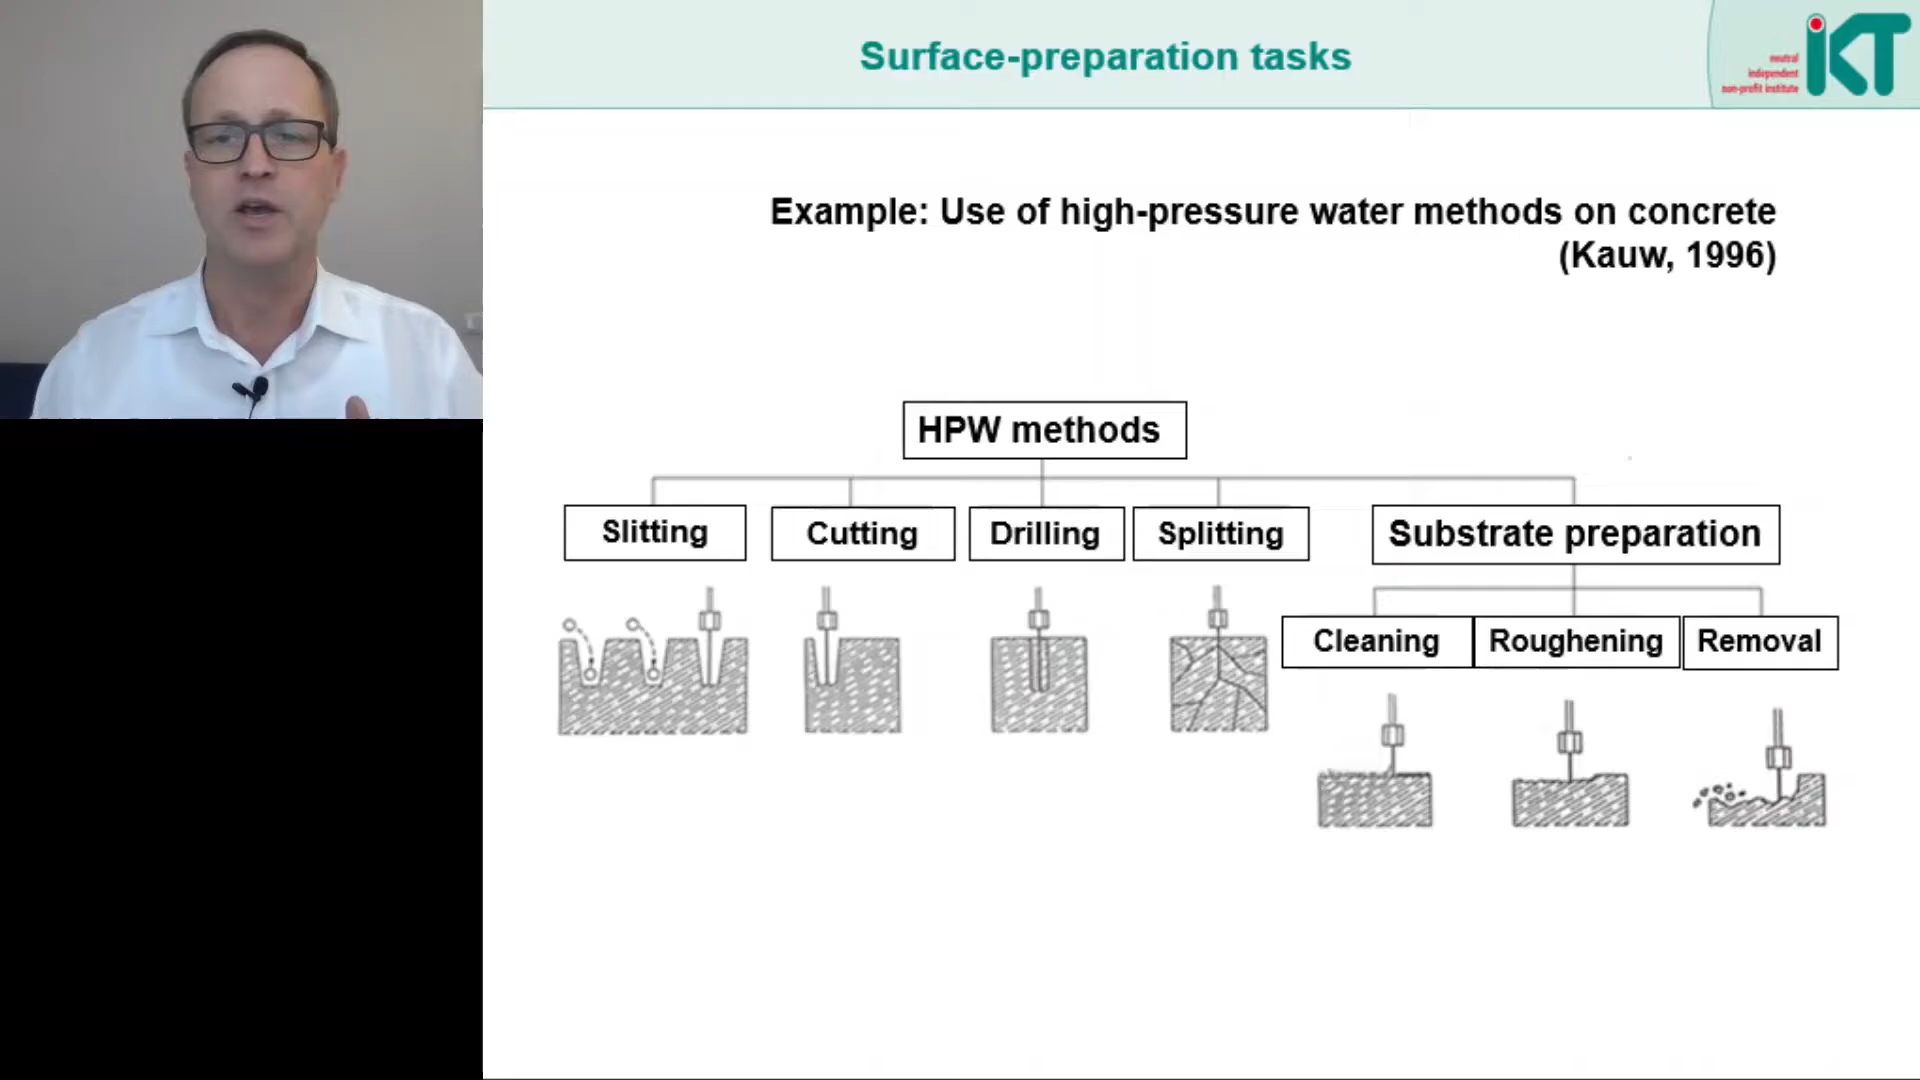 Surface-preparation tasks
neutral
independent
non-profit institute
iKT
Example: Use of high-pressure water methods on concrete
(Kauw, 1996)
HPW methods
Slitting
Cutting
Drilling
Splitting
Substrate preparation
Cleaning
Roughening
Removal